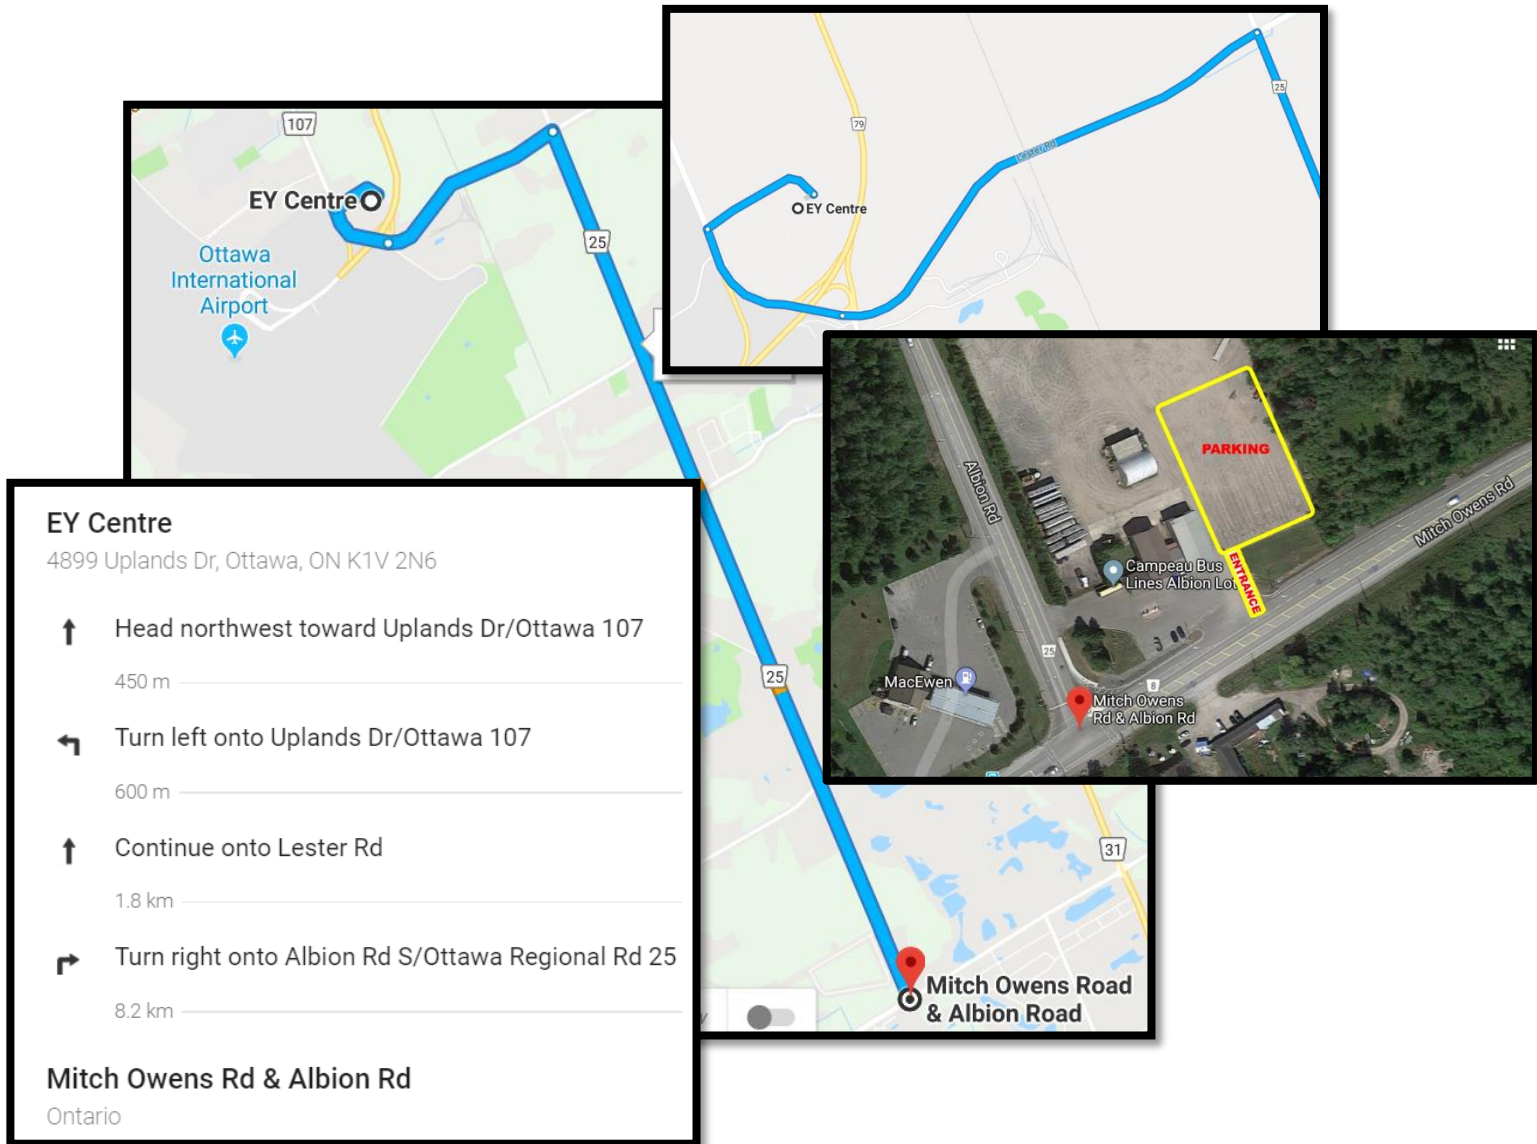 107
EY Centre
Ottawa
International
Airport
25
25
31
Mitch Owens Road
& Albion Road
79
25
Lester Rd
EY Centre
PARKING
ENTRANCE
Albion Rd
Mitch Owens Rd
Campeau Bus
Lines Albion
25
8
MacEwen
Mitch Owens
Rd & Albion Rd
EY Centre
4899 Uplands Dr, Ottawa, ON K1V 2N6
Head northwest toward Uplands Dr/Ottawa 107
450 m
Turn left onto Uplands Dr/Ottawa 107
600 m
Continue onto Lester Rd
1.8 km
Turn right onto Albion Rd S/Ottawa Regional Rd 25
8.2 km
Mitch Owens Rd & Albion Rd
Ontario